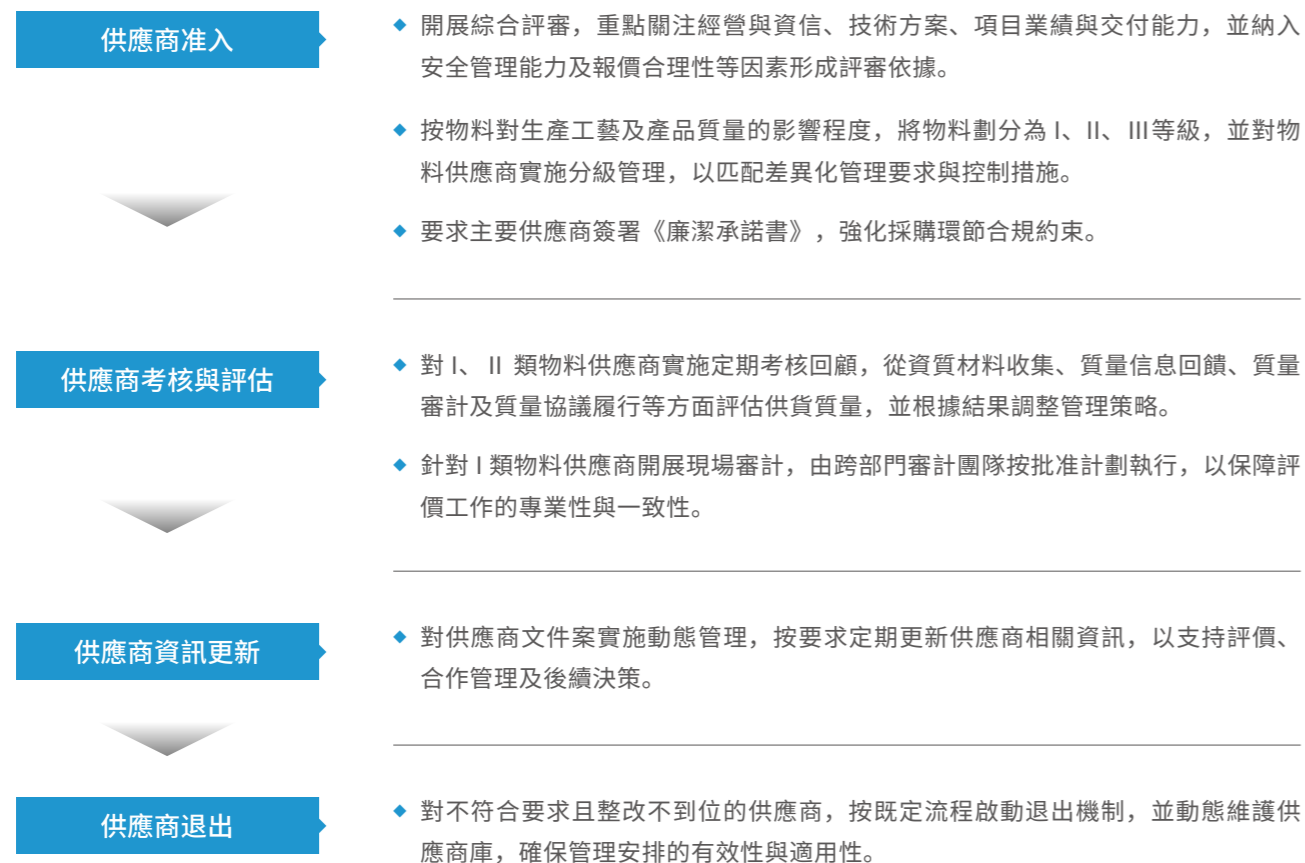 供應商准入
開展綜合評審，重點關注經營與資信、技術方案、項目業績與交付能力，並納入
安全管理能力及報價合理性等因素形成評審依據。
按物料對生產工藝及產品質量的影響程度，將物料劃分為 I、II、III等級，並對物
料供應商實施分級管理，以匹配差異化管理要求與控制措施。
要求主要供應商簽署《廉潔承諾書》，強化採購環節合規約束。
供應商考核與評估
對 I、 II 類物料供應商實施定期考核回顧，從資質材料收集、質量信息回饋、質量
審計及質量協議履行等方面評估供貨質量，並根據結果調整管理策略。
針對 I 類物料供應商開展現場審計，由跨部門審計團隊按批准計劃執行，以保障評
價工作的專業性與一致性。
供應商資訊更新
對供應商文件案實施動態管理，按要求定期更新供應商相關資訊，以支持評價、
合作管理及後續決策。
供應商退出
對不符合要求且整改不到位的供應商，按既定流程啟動退出機制，並動態維護供
應商庫，確保管理安排的有效性與適用性。